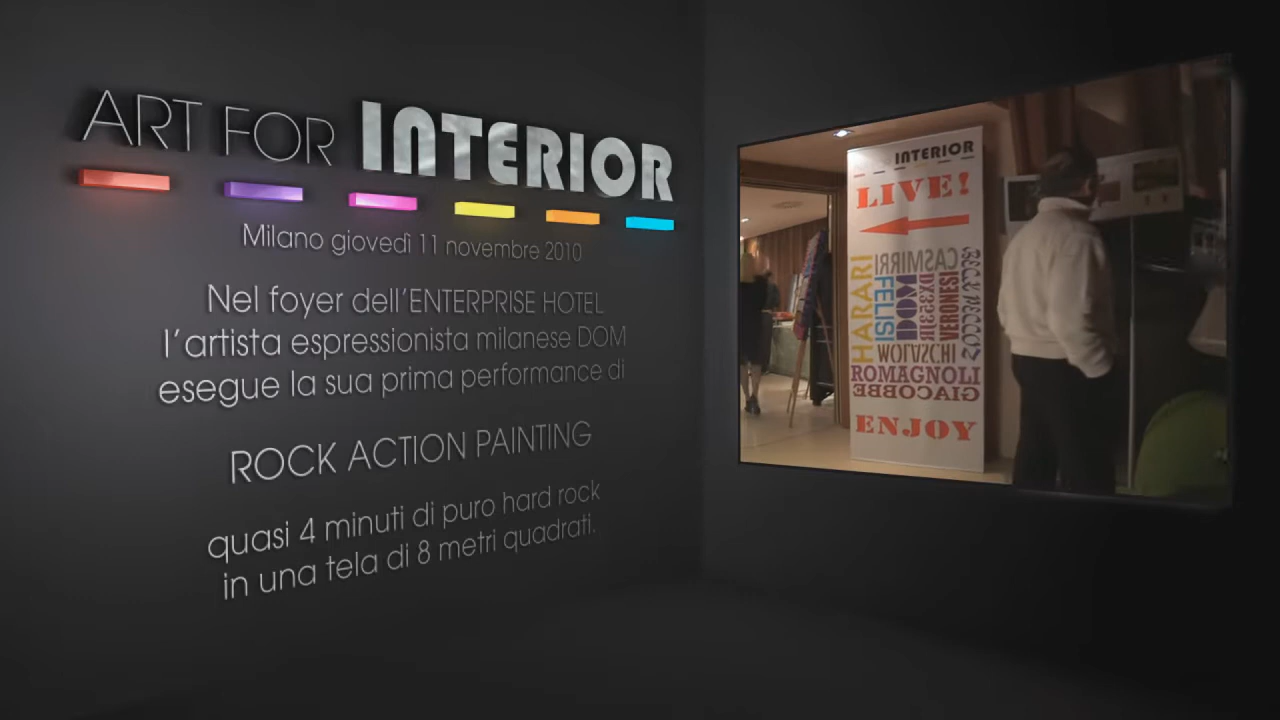 ART FOR INTERIOR
Milano giovedì 11 novembre 2010
Nel foyer dell'ENTERPRISE HOTEL
l'artista espressionista milanese DOM
esegue la sua prima performance di
ROCK ACTION PAINTING
quasi 4 minuti di puro hard rock
in una tela di 8 metri quadrati.
INTERIOR
LIVE!
HARARI
CASMIRRI
FELISI
DOM
VERONESI
WOLOSCHI
ROMAGNOLI
GIACOBBE
ENJOY